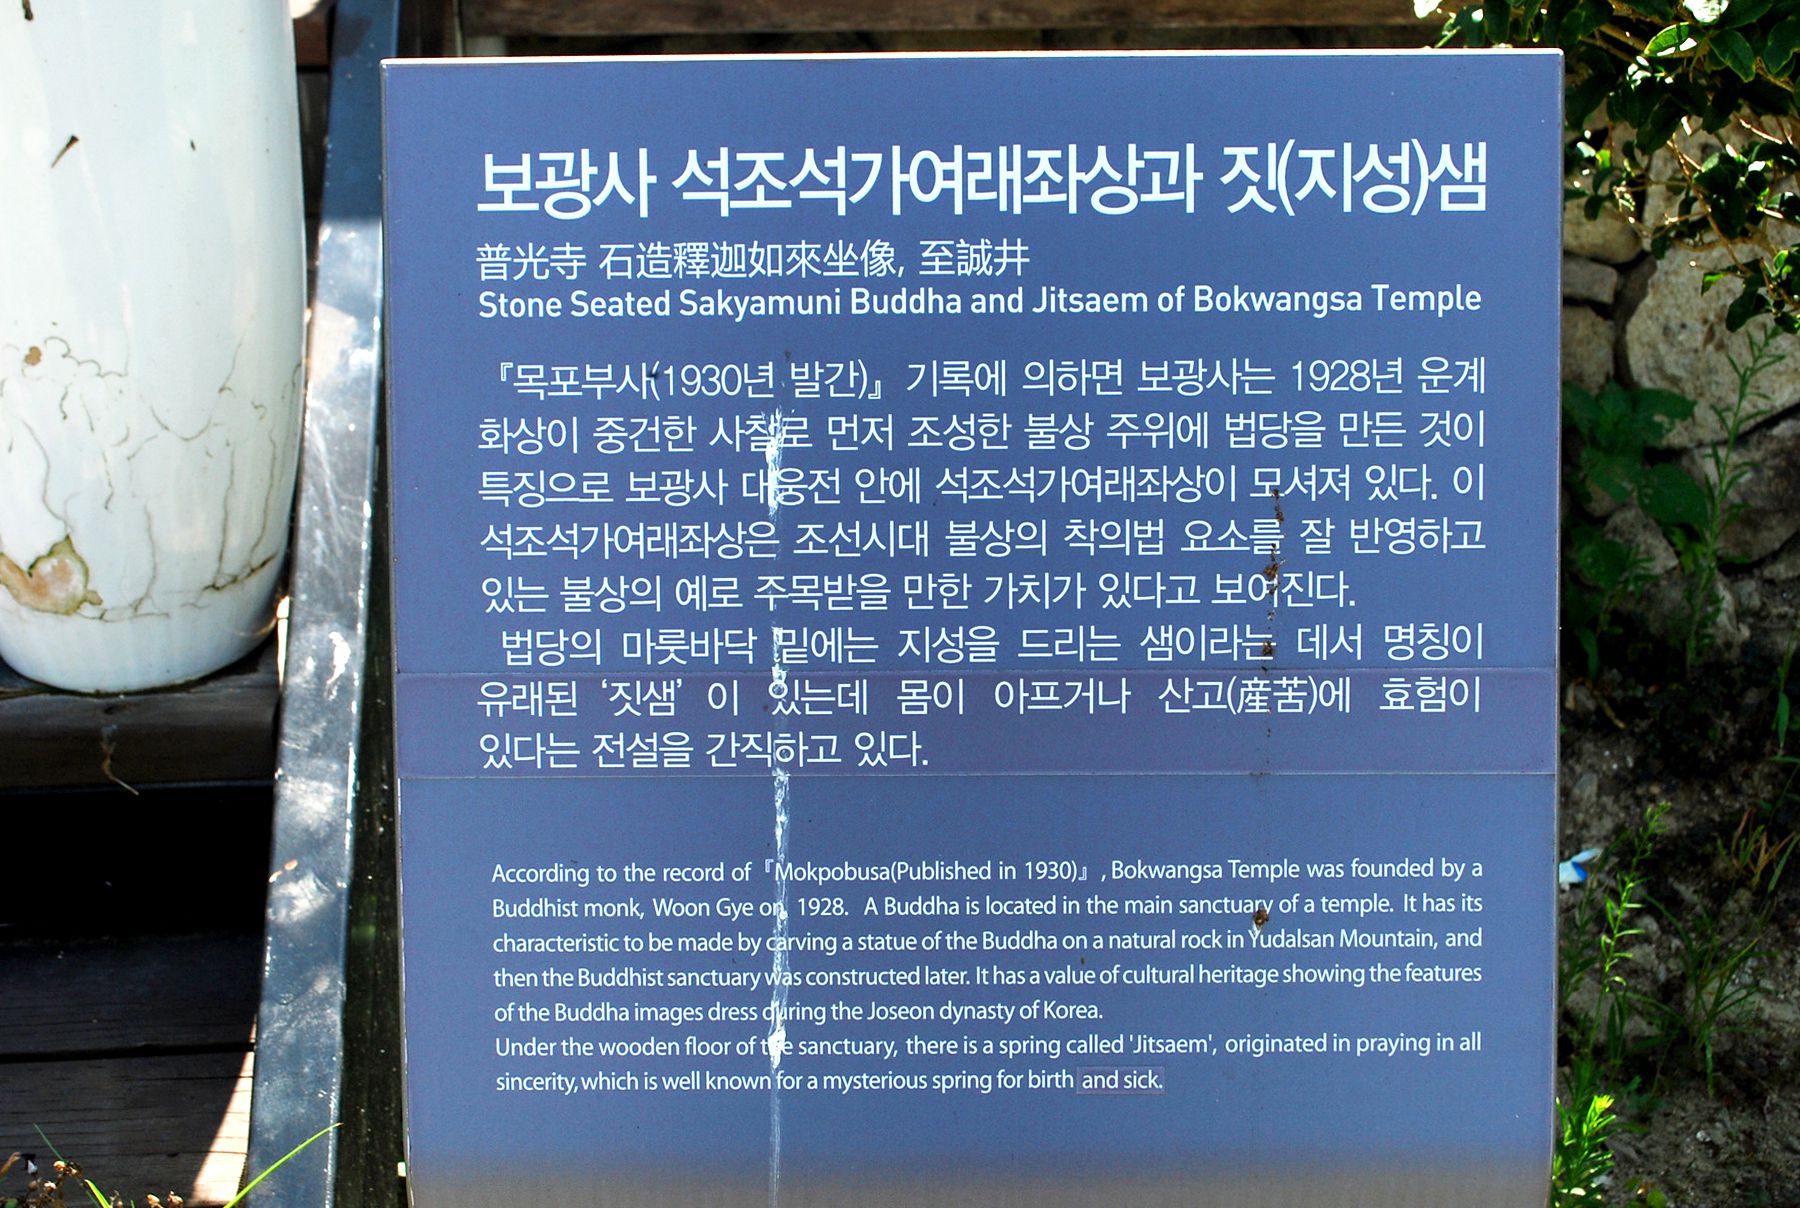 보광사 석조석가여래좌상과 짓(지성)샘
普光寺 石造釋迦如來坐像, 至誠井
Stone Seated Sakyamuni Buddha and Jitsaem of Bokwangsa Temple
『목포부사(1930년 발간)』 기록에 의하면 보광사는 1928년 운계
화상이 중건한 사찰로 먼저 조성한 불상 주위에 법당을 만든 것이
특징으로 보광사 대웅전 안에 석조석가여래좌상이 모셔져 있다. 이
석조석가여래좌상은 조선시대 불상의 착의법 요소를 잘 반영하고
있는 불상의 예로 주목받을 만한 가치가 있다고 보여진다.
법당의 마룻바닥 밑에는 지성을 드리는 샘이라는 데서 명칭이
유래된 ‘짓샘’ 이 있는데 몸이 아프거나 산고(産苦)에 효험이
있다는 전설을 간직하고 있다.
According to the record of 『Mokpobusa(Published in 1930)』, Bokwangsa Temple was founded by a
Buddhist monk, Woon Gye on 1928. A Buddha is located in the main sanctuary of a temple. It has its
characteristic to be made by carving a statue of the Buddha on a natural rock in Yudalsan Mountain, and
then the Buddhist sanctuary was constructed later. It has a value of cultural heritage showing the features
of the Buddha images dress during the Joseon dynasty of Korea.
Under the wooden floor of the sanctuary, there is a spring called 'Jitsaem', originated in praying in all
sincerity, which is well known for a mysterious spring for birth and sick.